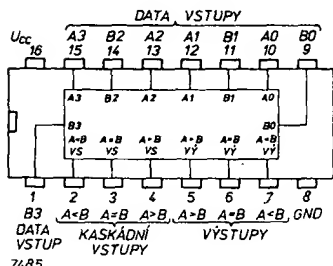 DATA VSTUPY
Ucc A3 B2 A2 A1 B1 A0 B0
16 15 14 13 12 11 10 9
A3 B2 A2 A1 B1 A0
B3 B0
A<B A=B A>B A>B A=B A<B
VS VS VS VÝ VÝ VÝ
1 2 3 4 5 6 7 8
B3 A<B A=B A>B A>B A=B A<B GND
DATA VSTUP KASKÁDNÍ VSTUPY VÝSTUPY
7485